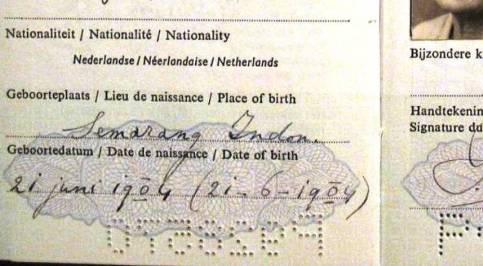 Nationaliteit / Nationalité / Nationality
Nederlandse / Néerlandaise / Netherlands
Geboorteplaats / Lieu de naissance / Place of birth
Semarang Indon.
Geboortedatum / Date de naissance / Date of birth
21 juni 1904 (21-6-1904)
Bijzondere k
Handtekenin
Signature du